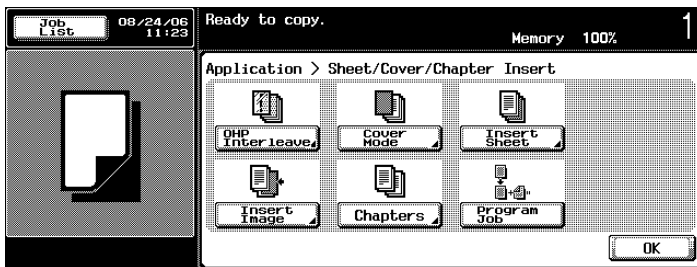 Job
List
08/24/06
11:23
Ready to copy.
Memory 100%
1
Application > Sheet/Cover/Chapter Insert
OHP
Interleave
Cover
Mode
Insert
Sheet
Insert
Image
Chapters
Program
Job
OK